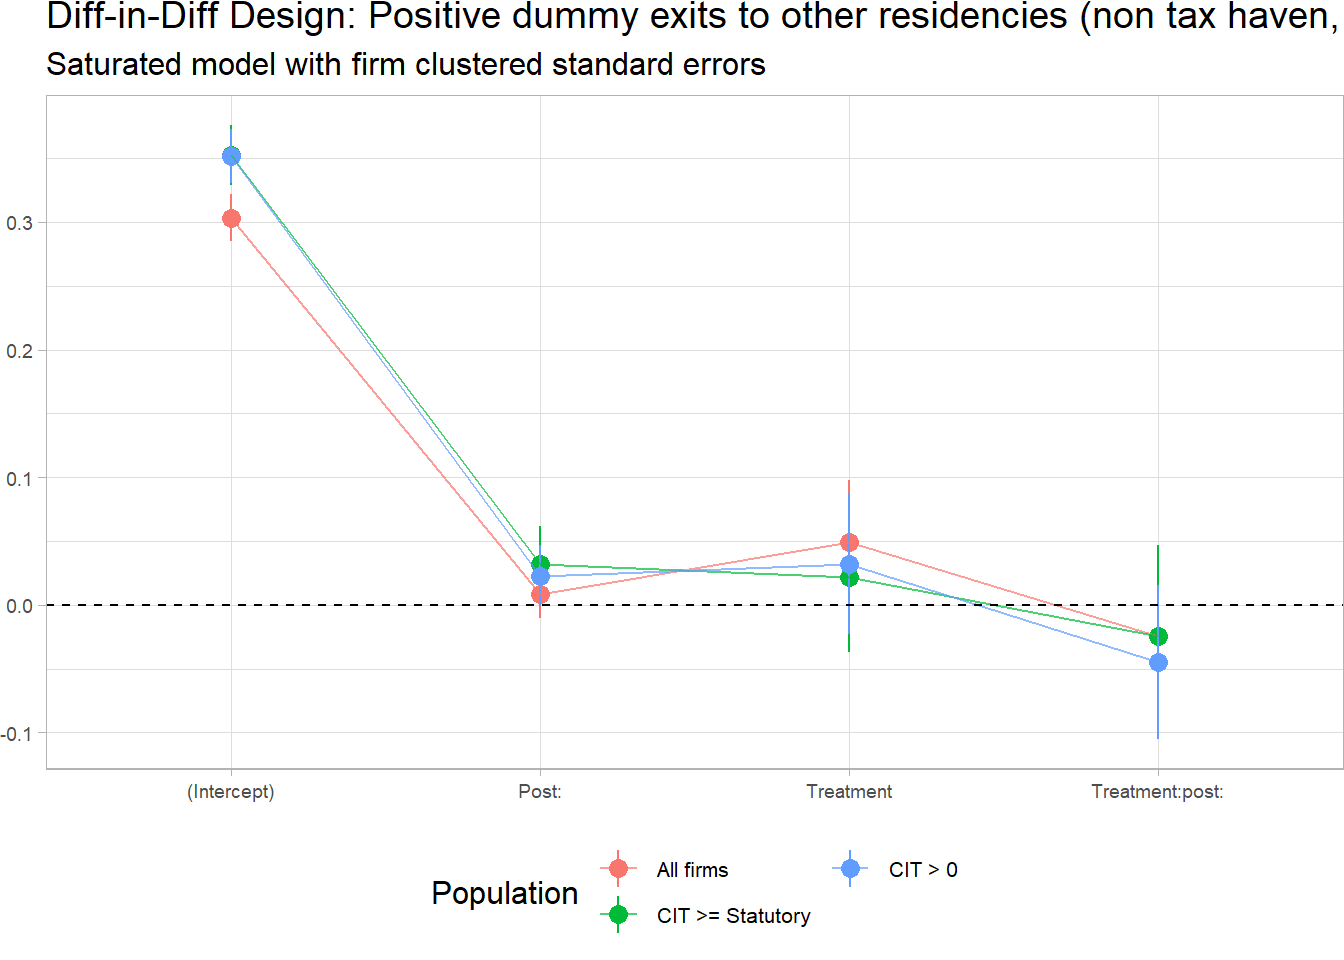 Diff-in-Diff Design: Positive dummy exits to other residencies (non tax haven,
Saturated model with firm clustered standard errors
0.3
0.2
0.1
0.0
-0.1
(Intercept) Post: Treatment Treatment:post:
Population
All firms CIT > 0
CIT >= Statutory